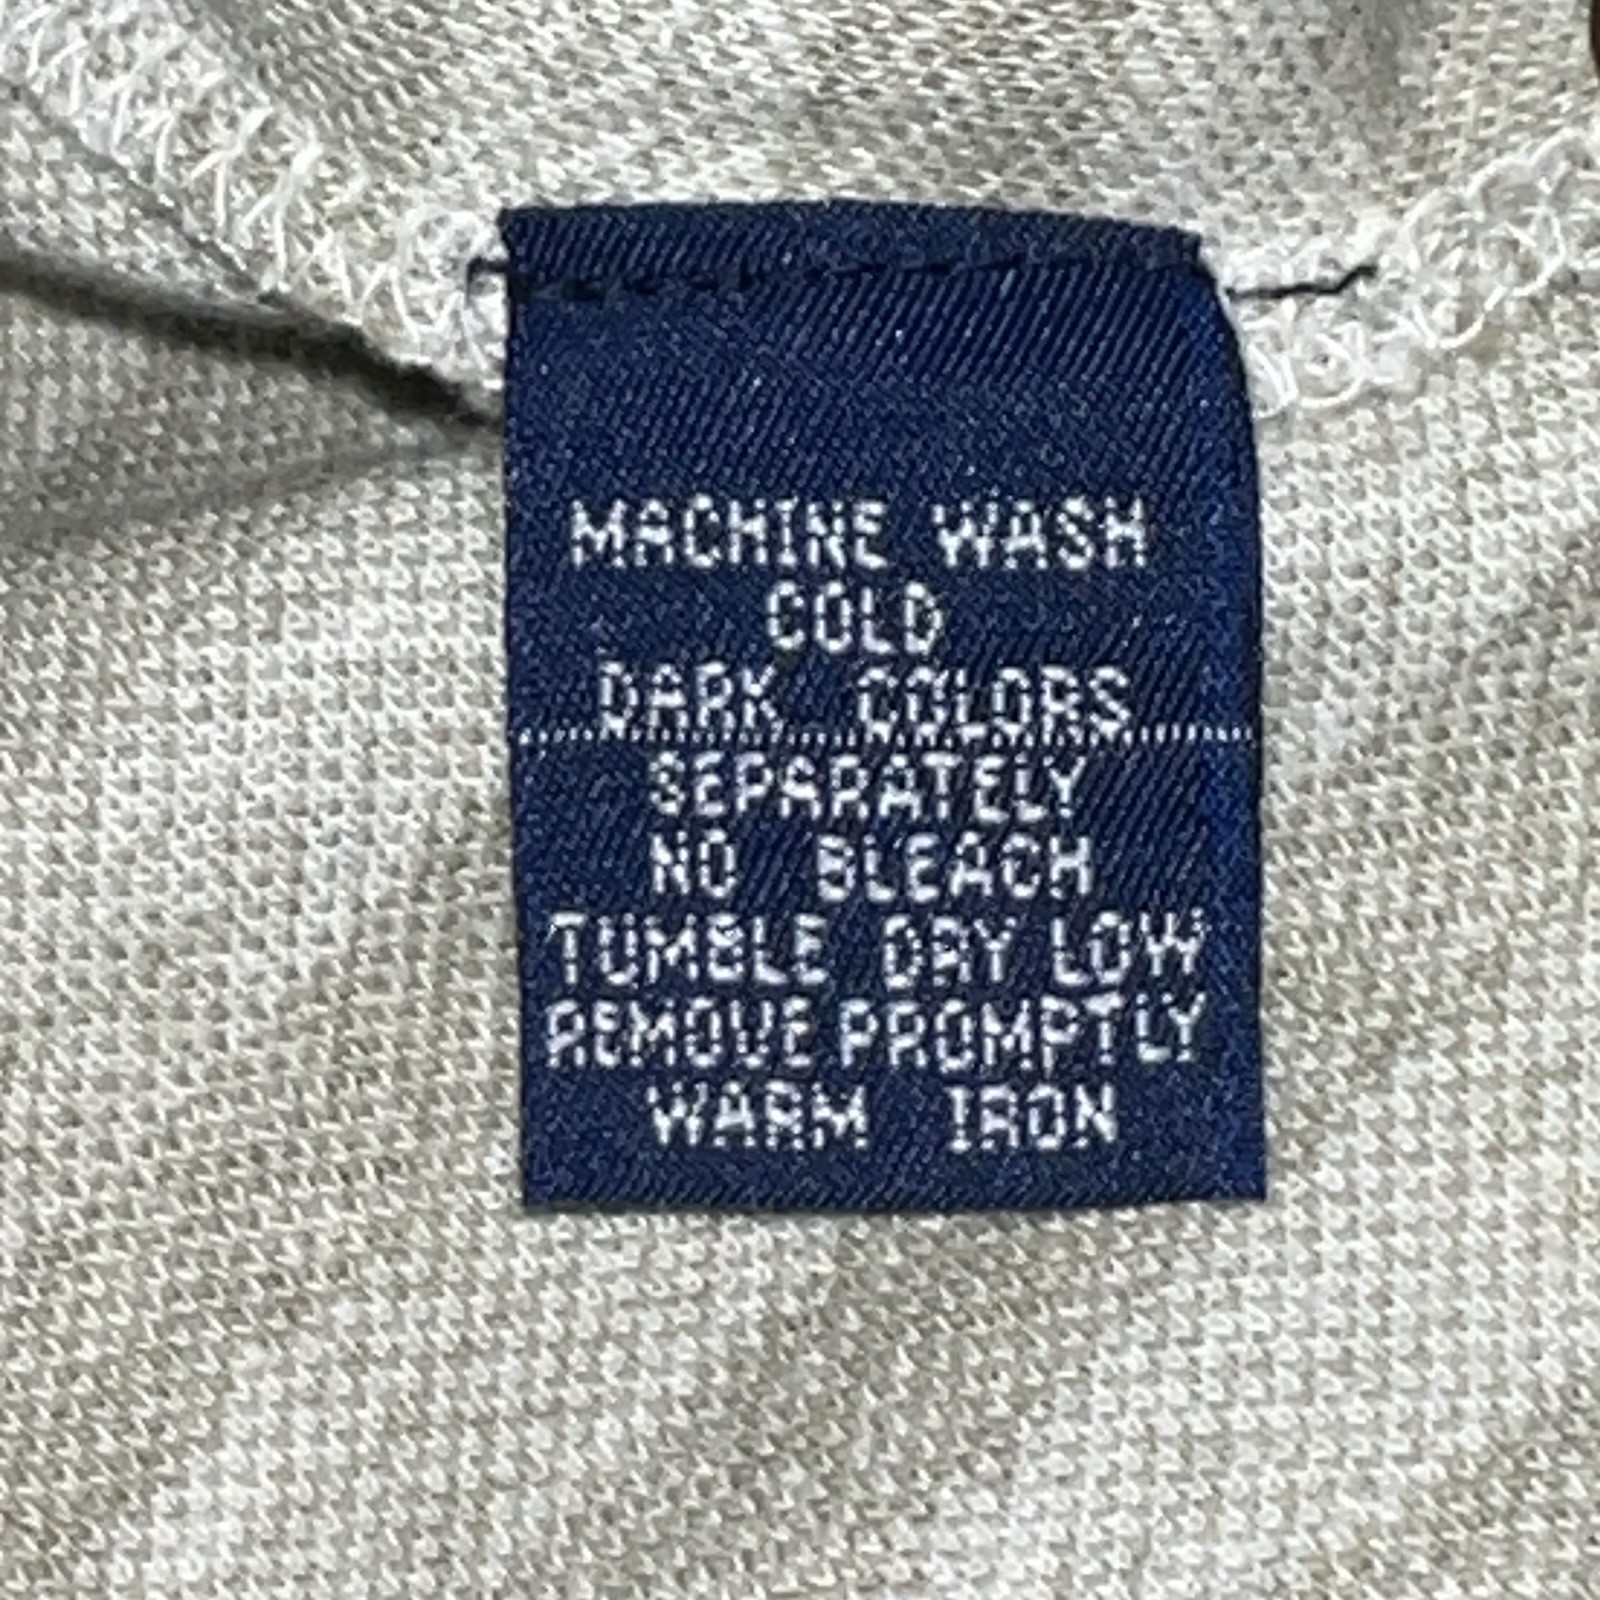 MACHINE WASH
COLD
DARK COLORS
SEPARATELY
NO BLEACH
TUMBLE DRY LOW
REMOVE PROMPTLY
WARM IRON